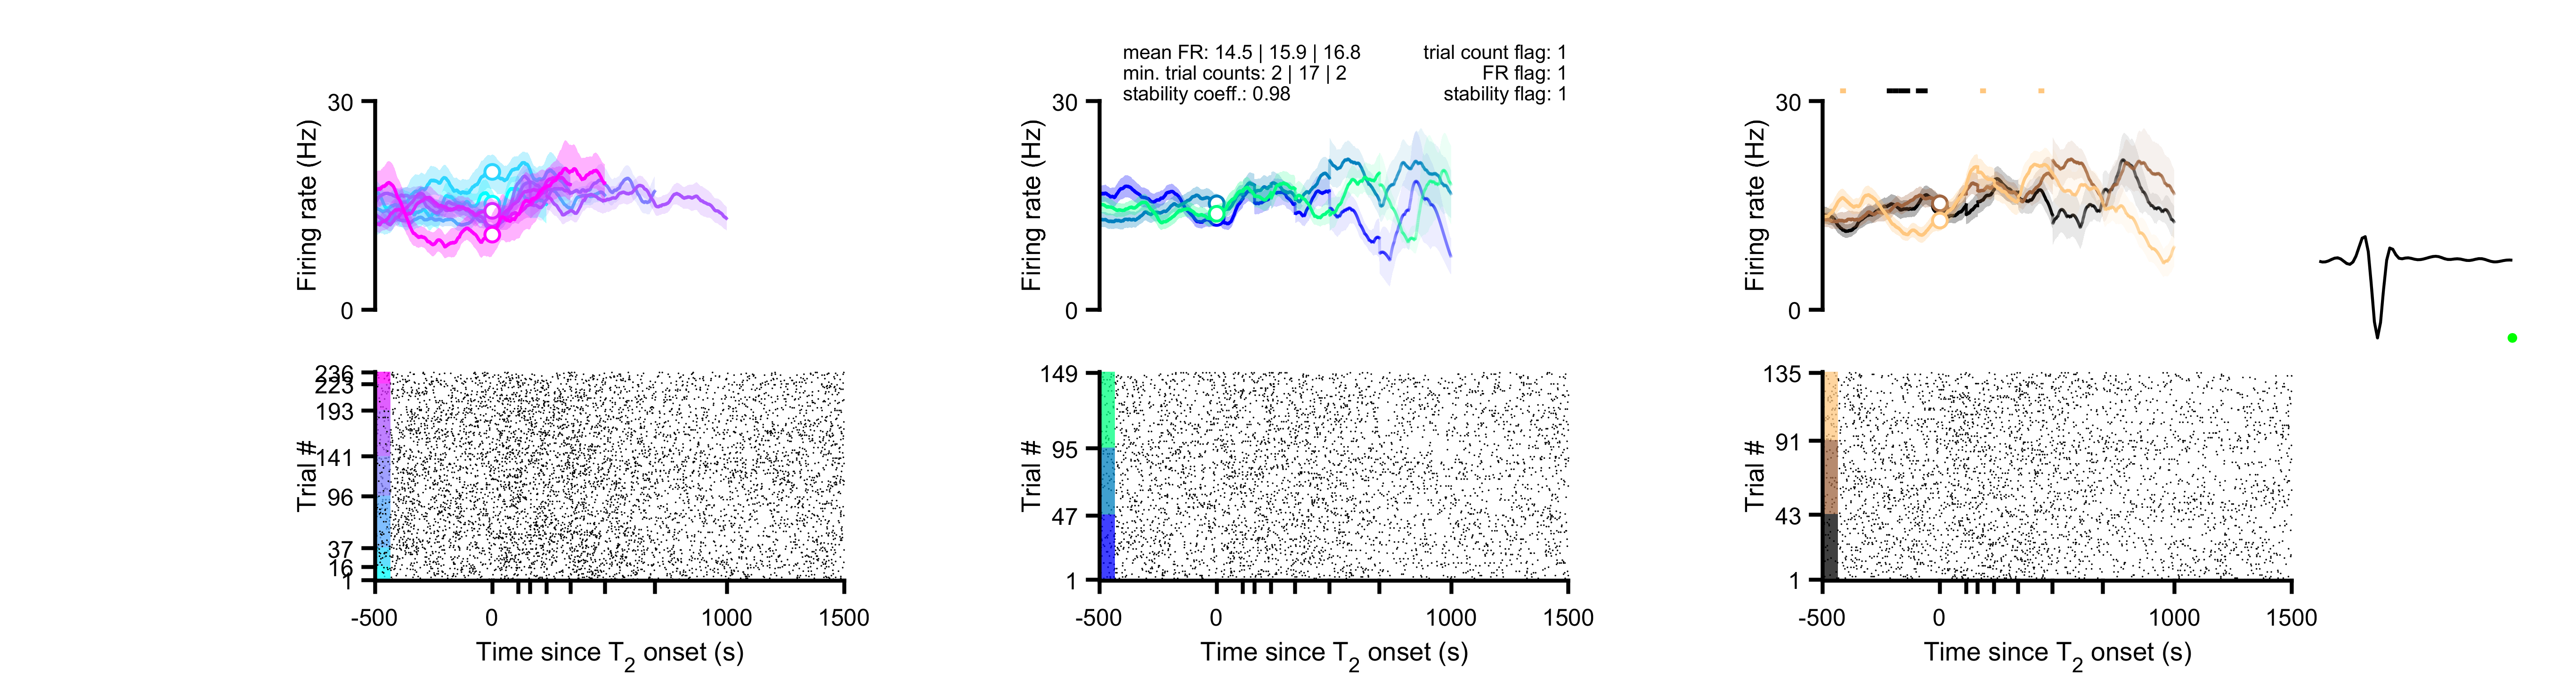 mean FR: 14.5 | 15.9 | 16.8
trial count flag: 1
min. trial counts: 2 | 17 | 2
FR flag: 1
stability coeff.: 0.98
stability flag: 1
30
Firing rate (Hz)
0
30
Firing rate (Hz)
0
30
Firing rate (Hz)
0
236
223
193
141
96
37
16
1
Trial #
-500
0
1000
1500
Time since T2 onset (s)
149
95
47
1
Trial #
-500
0
1000
1500
Time since T2 onset (s)
135
91
43
1
Trial #
-500
0
1000
1500
Time since T2 onset (s)